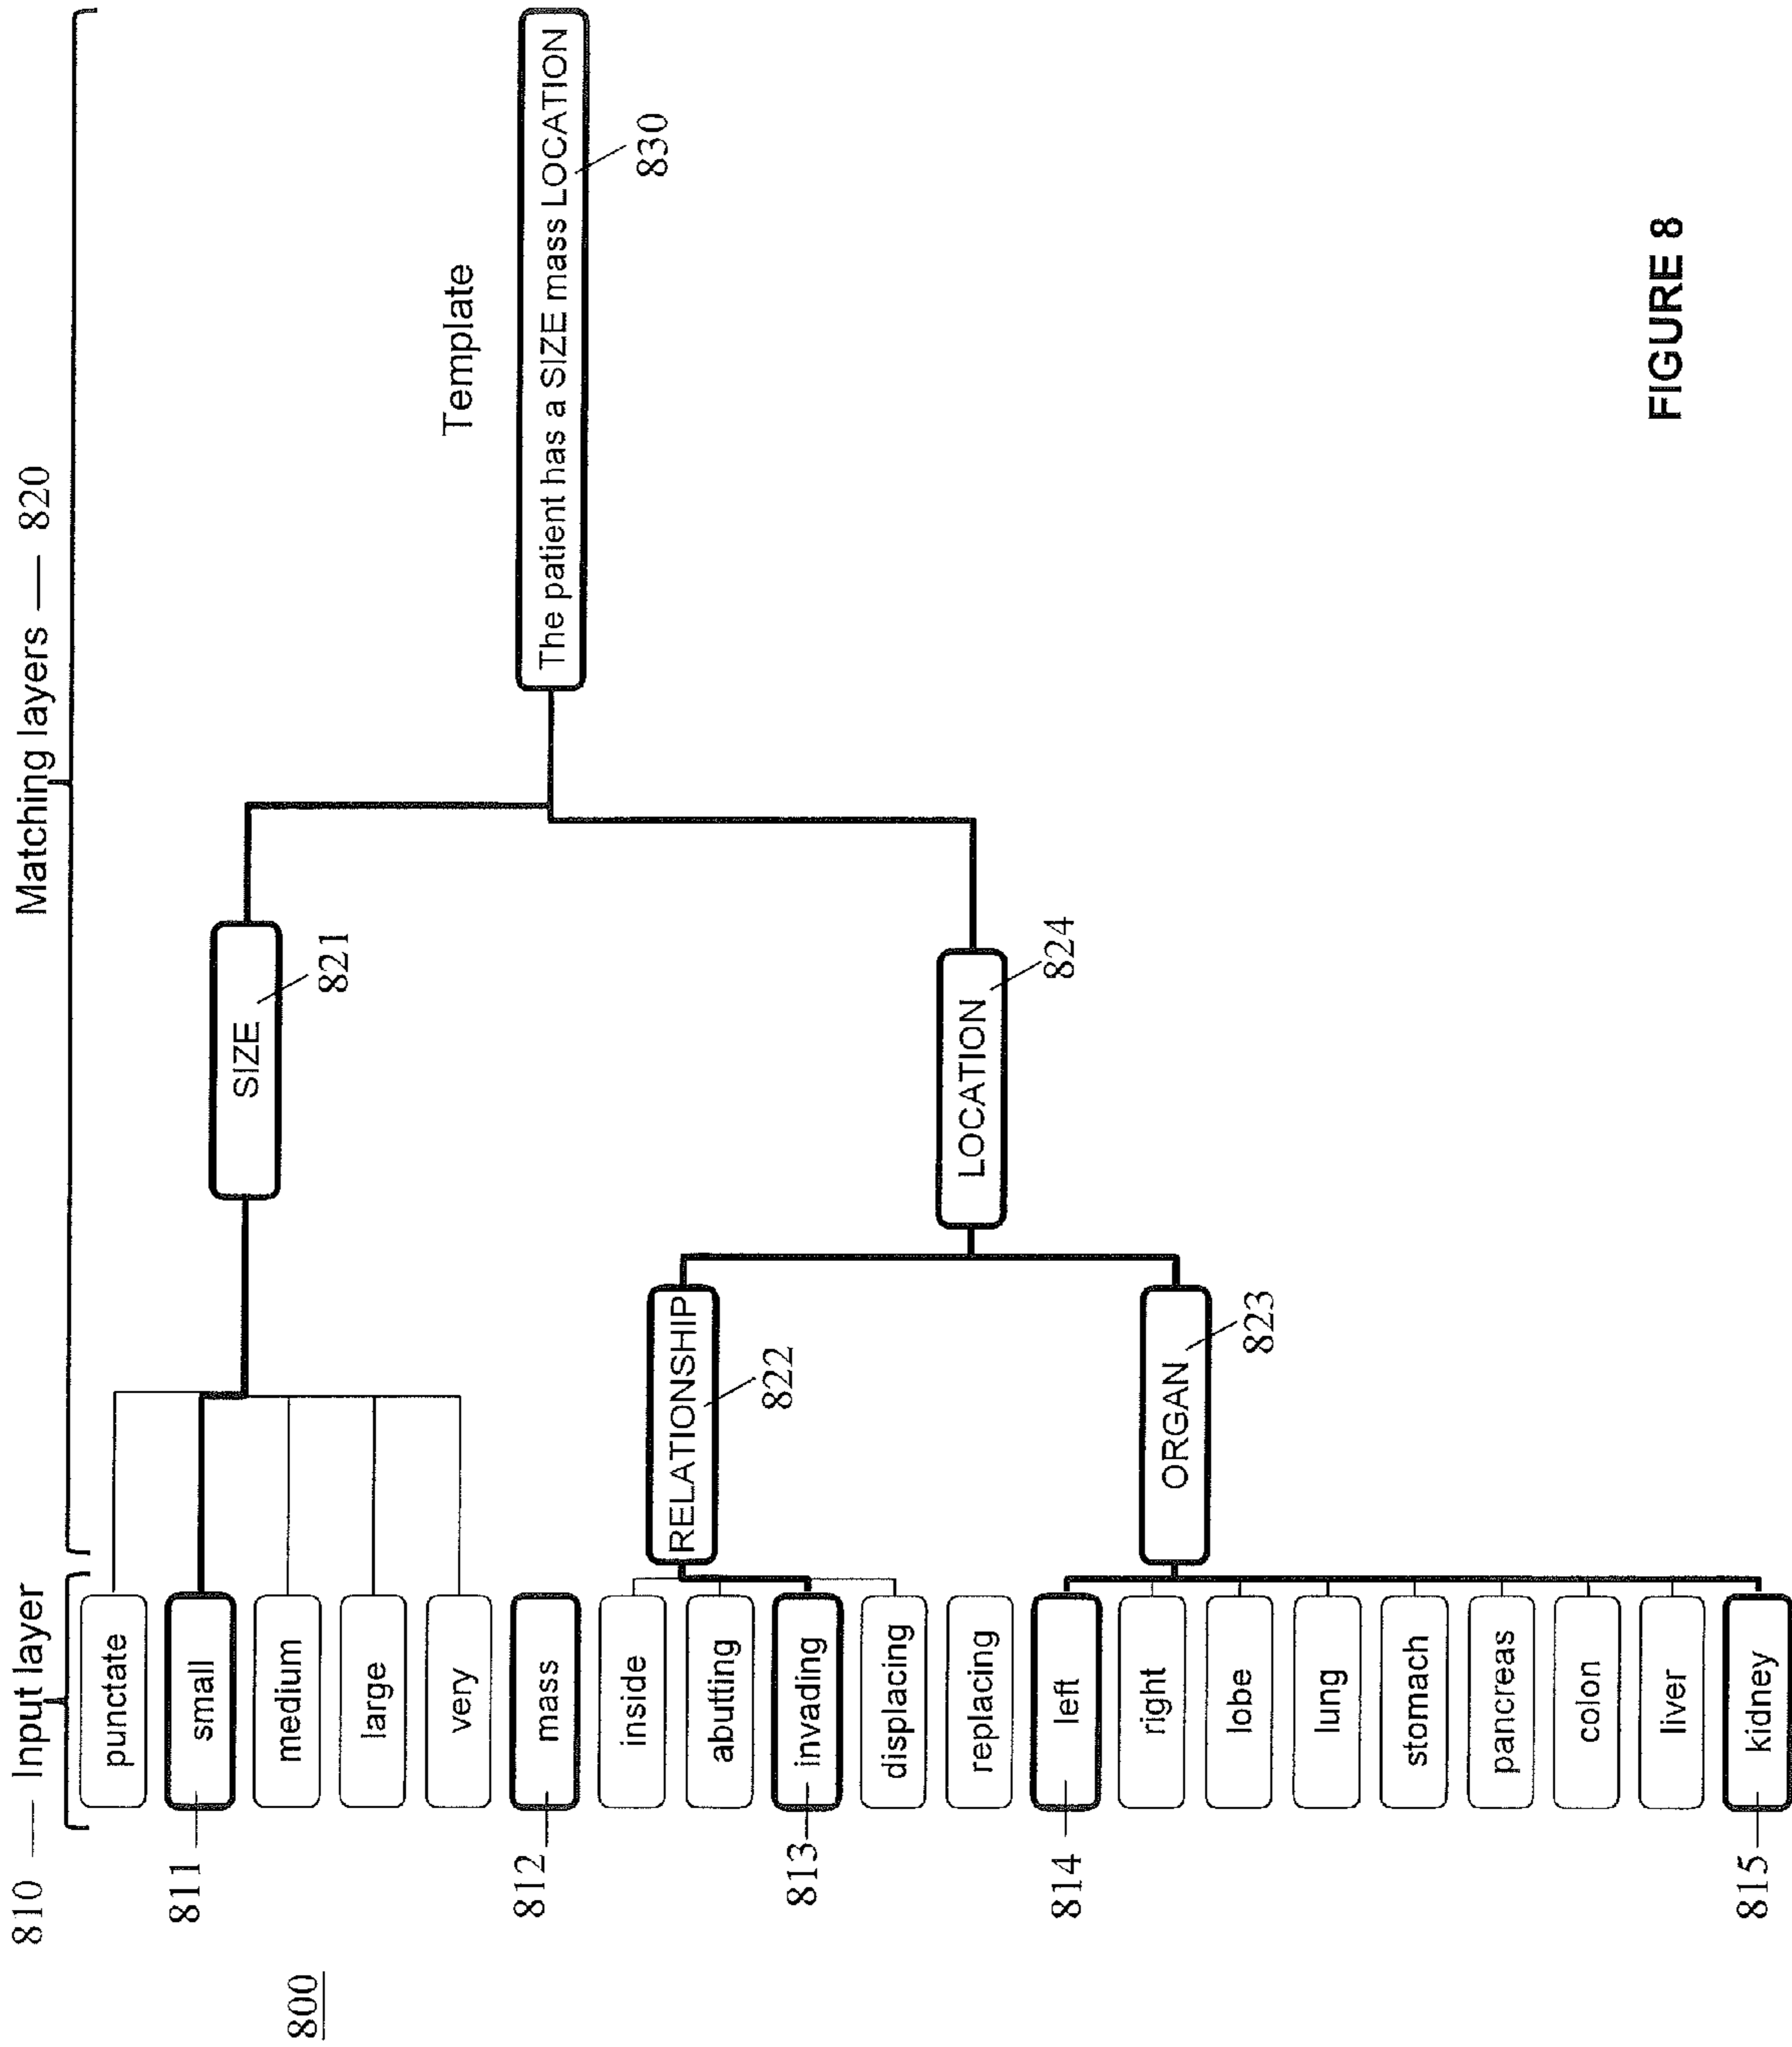 800
810 — Input layer
Matching layers — 820
punctate
811
small
medium
large
very
812
mass
inside
abutting
813
invading
displacing
replacing
814
left
right
lobe
lung
stomach
pancreas
colon
liver
815
kidney
SIZE
821
RELATIONSHIP
822
ORGAN
823
LOCATION
824
Template
The patient has a SIZE mass LOCATION
830
FIGURE 8